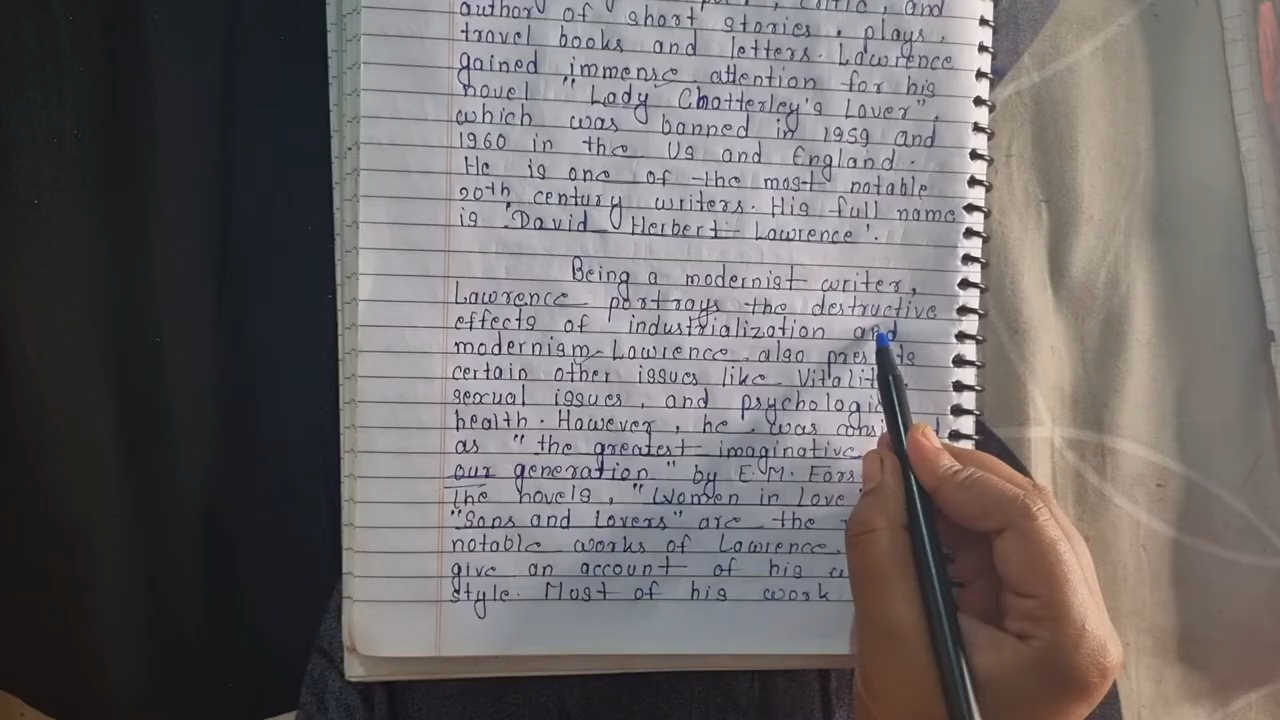 and
author of short stories, plays,
travel books and letters. Lawrence
gained immense attention for his
novel "Lady Chatterley's Lover",
which was banned in 1959 and
1960 in the US and England.
He is one of the most notable
20th century writers. His full name
is 'David Herbert Lawrence'.
Being a modernist writer,
Lawrence portrays the destructive
effects of industrialization and
modernism. Lawrence also
certain other issues like
sexual issues, and
health. However, he was
as "the greatest imaginative
our generation" by E. M.
The novels, "Women in Love
"Sons and Lovers" are the
notable works of Lawrence
give an account of his
style. Most of his work